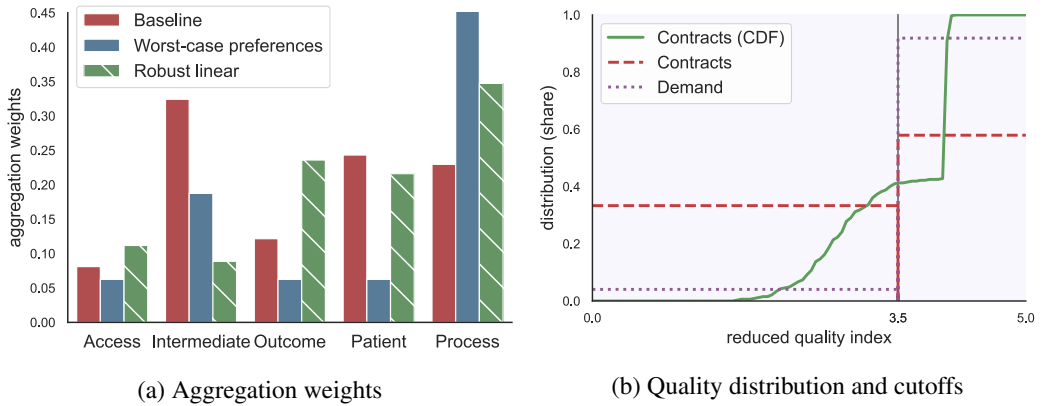 0.45
0.40
0.35
0.30
0.25
0.20
0.15
0.10
0.05
0.00
aggregation weights
Baseline
Worst-case preferences
Robust linear
Access Intermediate Outcome Patient Process
(a) Aggregation weights
1.0
0.8
0.6
0.4
0.2
0.0
distribution (share)
Contracts (CDF)
Contracts
Demand
0.0 3.5 5.0
reduced quality index
(b) Quality distribution and cutoffs